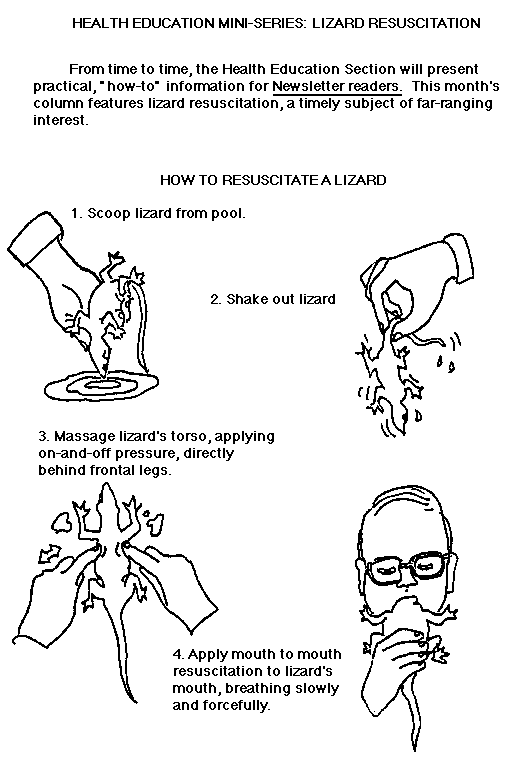 HEALTH EDUCATION MINI-SERIES: LIZARD RESUSCITATION
From time to time, the Health Education Section will present
practical, "how-to" information for Newsletter readers. This month's
column features lizard resuscitation, a timely subject of far-ranging
interest.
HOW TO RESUSCITATE A LIZARD
1. Scoop lizard from pool.
2. Shake out lizard
3. Massage lizard's torso, applying
on-and-off pressure, directly
behind frontal legs.
4. Apply mouth to mouth
resuscitation to lizard's
mouth, breathing slowly
and forcefully.